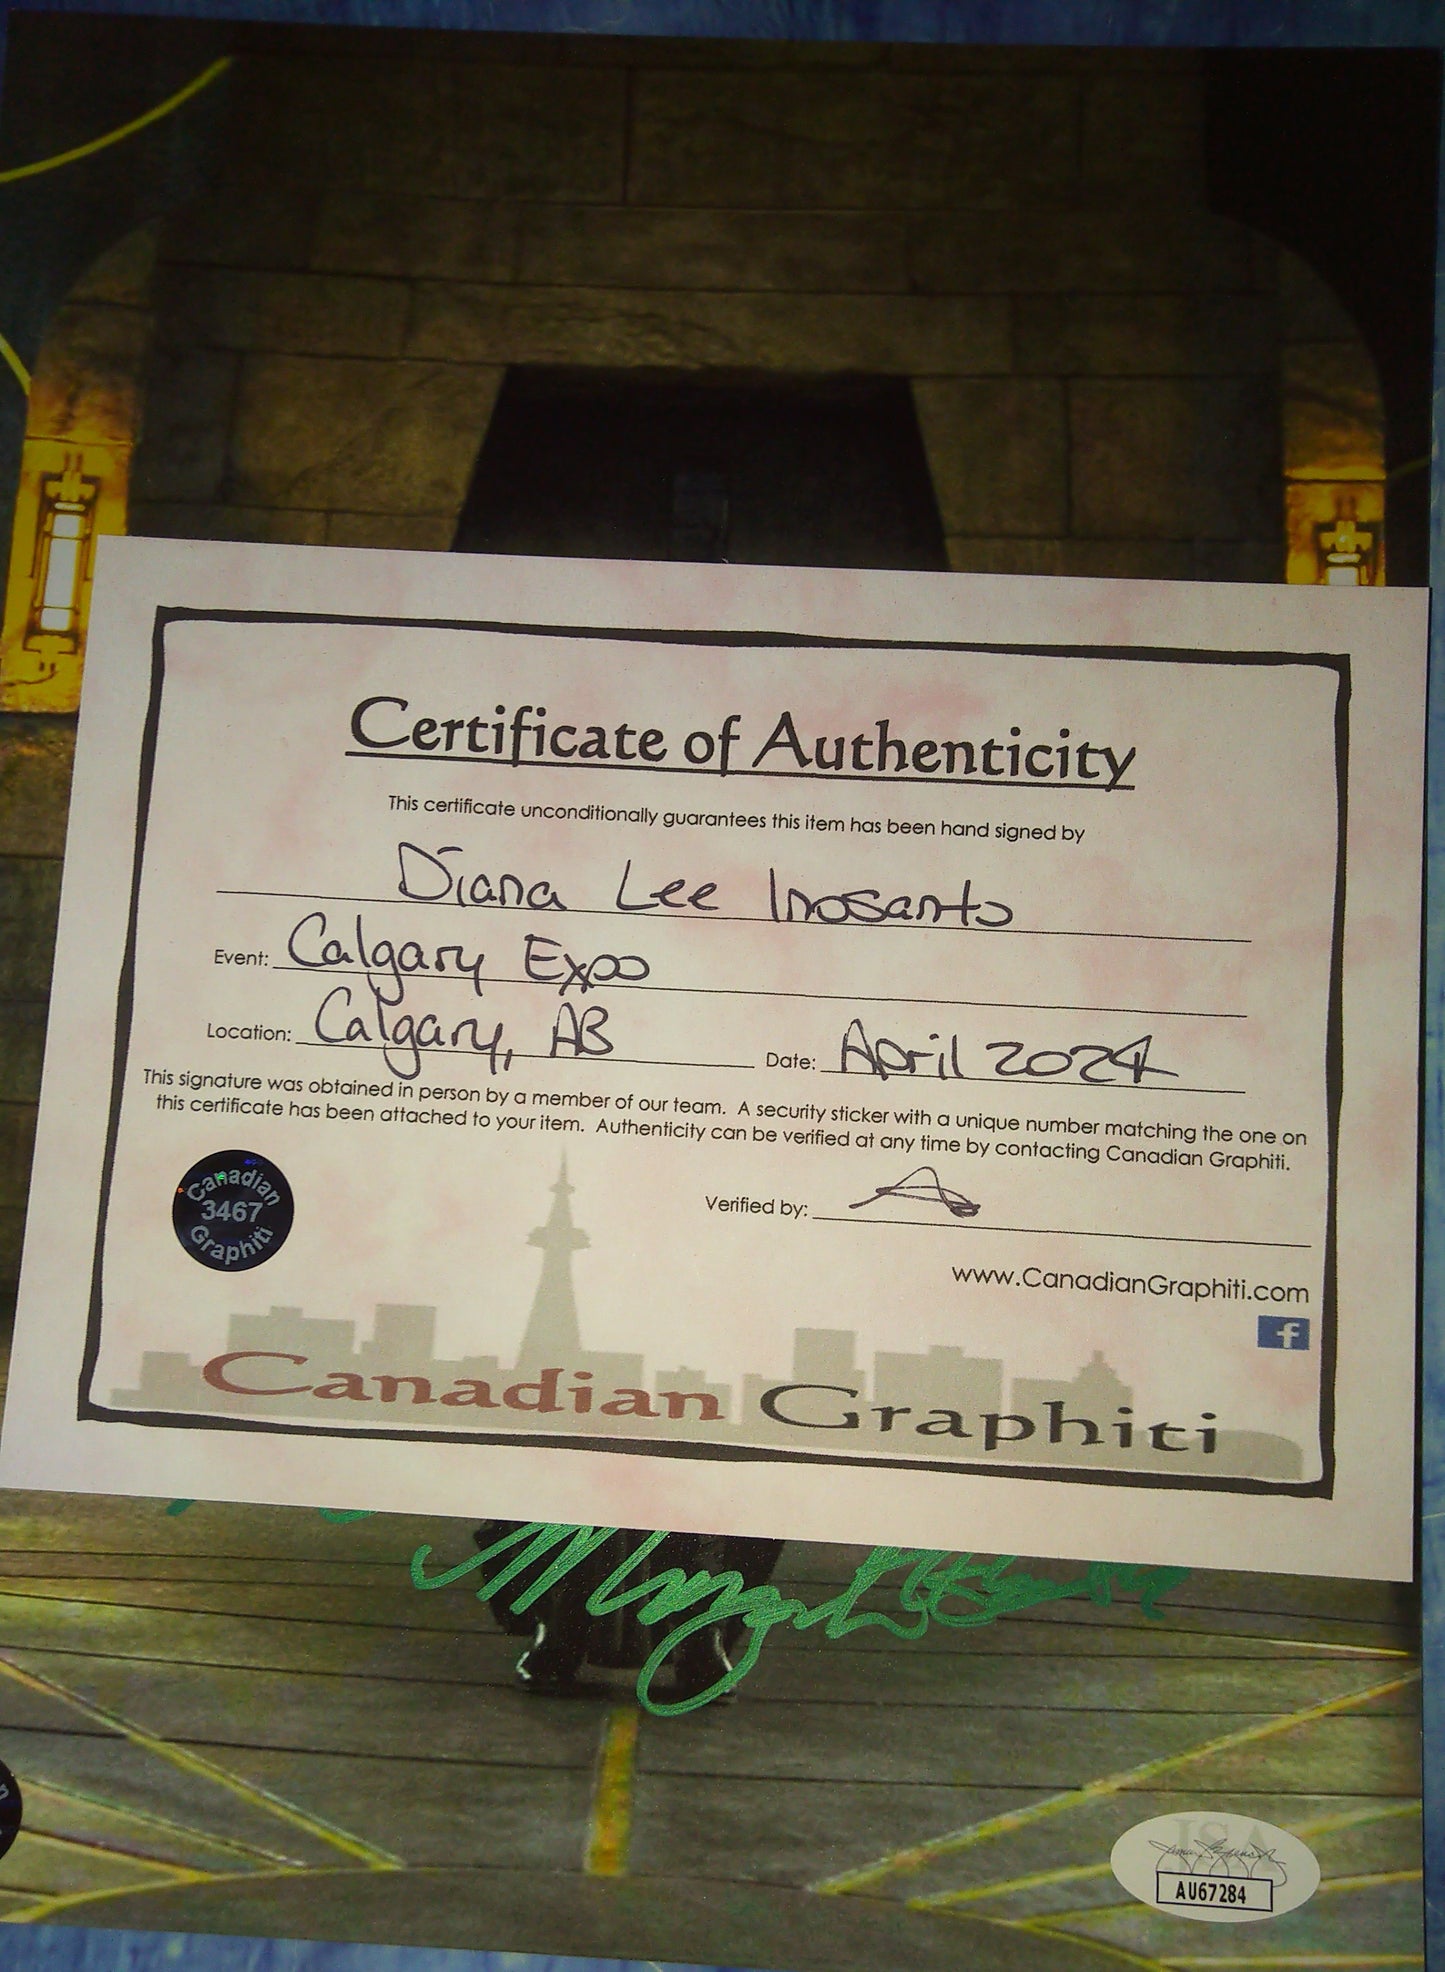 Certificate of Authenticity
This certificate unconditionally guarantees this item has been hand signed by
Diana Lee Inosanto
Event: Calgary Expo
Location: Calgary, AB Date: April 2024
This signature was obtained in person by a member of our team. A security sticker with a unique number matching the one on
this certificate has been attached to your item. Authenticity can be verified at any time by contacting Canadian Graphiti.
Canadian
3467
Graphiti
Verified by:
www.CanadianGraphiti.com
f
Canadian Graphiti
JSA
AU67284